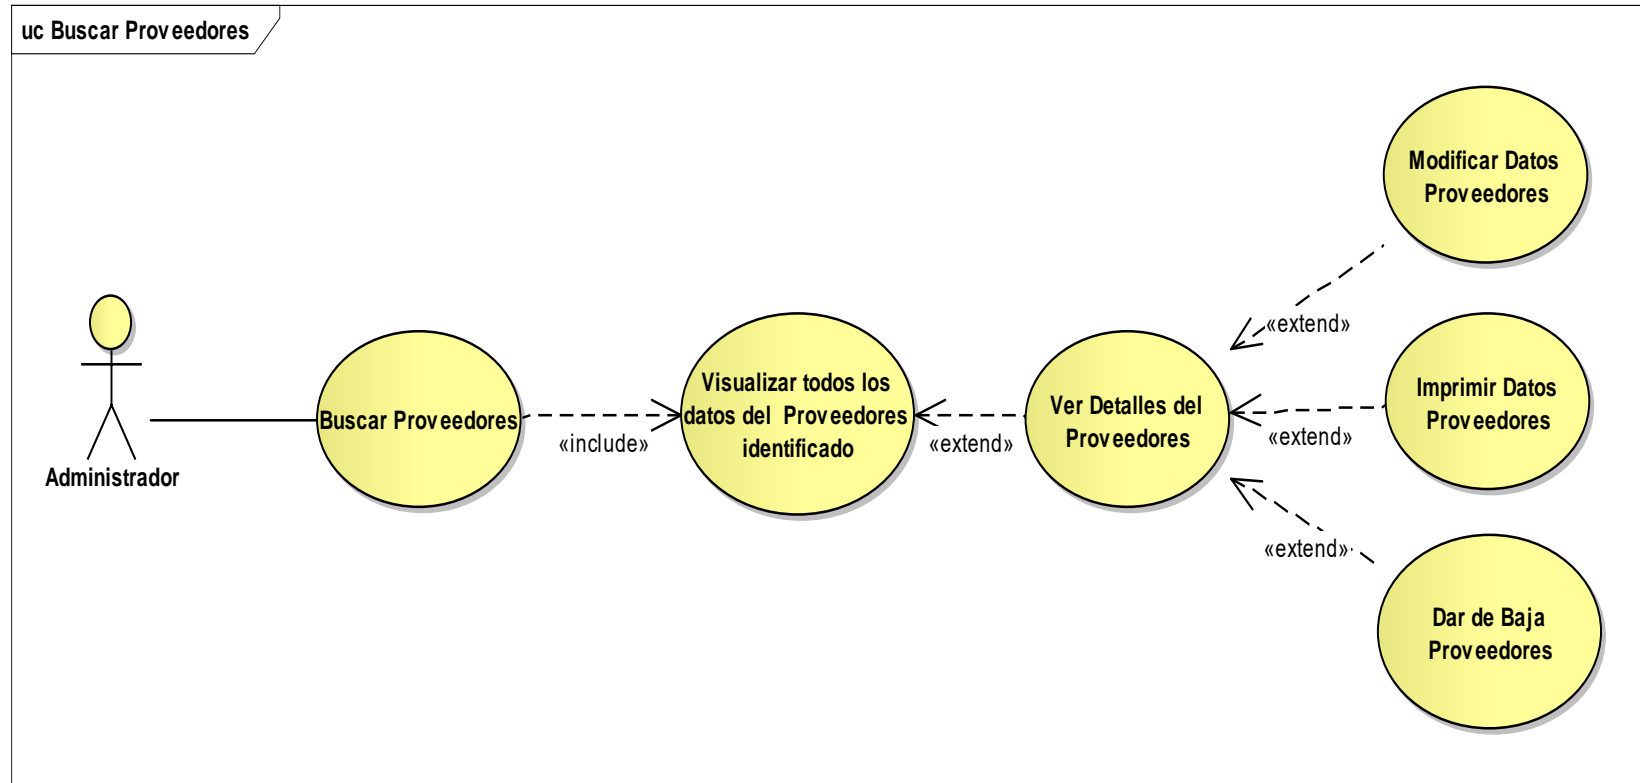 uc Buscar Proveedores
Administrador
Buscar Proveedores
«include»
Visualizar todos los
datos del Proveedores
identificado
«extend»
Ver Detalles del
Proveedores
«extend»
Modificar Datos
Proveedores
«extend»
Imprimir Datos
Proveedores
«extend»
Dar de Baja
Proveedores